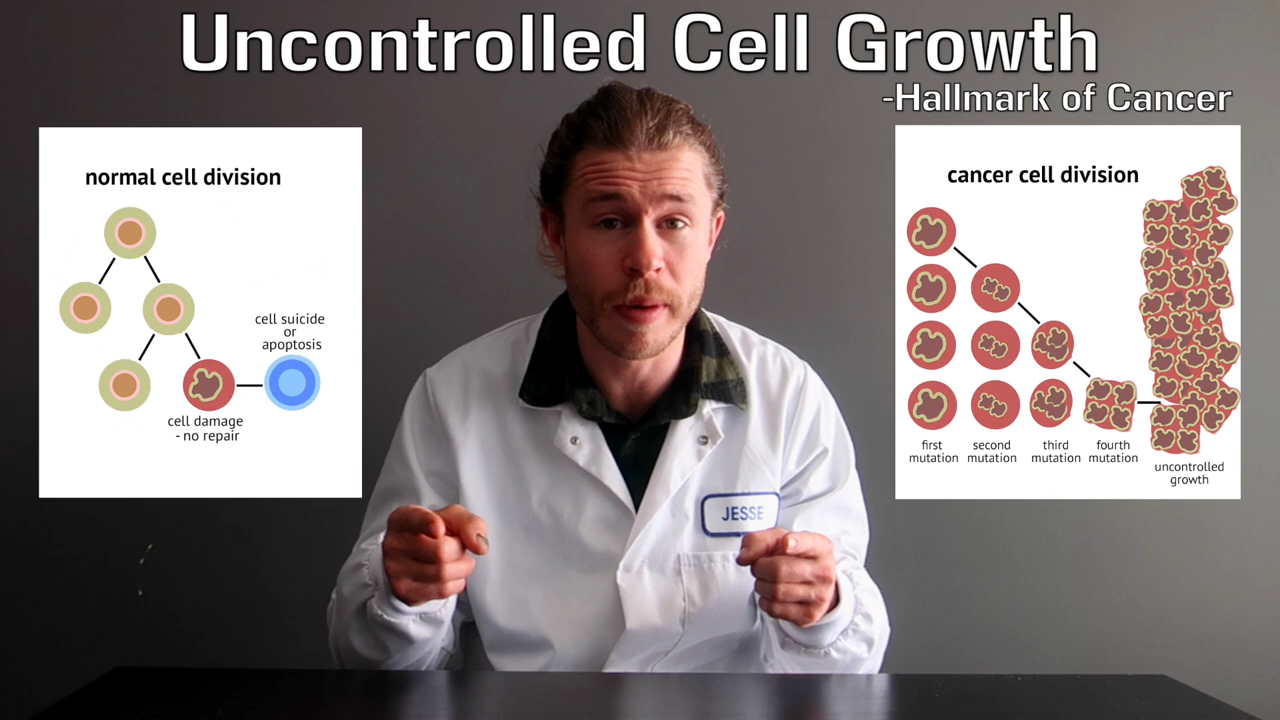 Uncontrolled Cell Growth
-Hallmark of Cancer
normal cell division
cell suicide
or
apoptosis
cell damage
- no repair
cancer cell division
first
mutation
second
mutation
third
mutation
fourth
mutation
uncontrolled
growth
JESSE